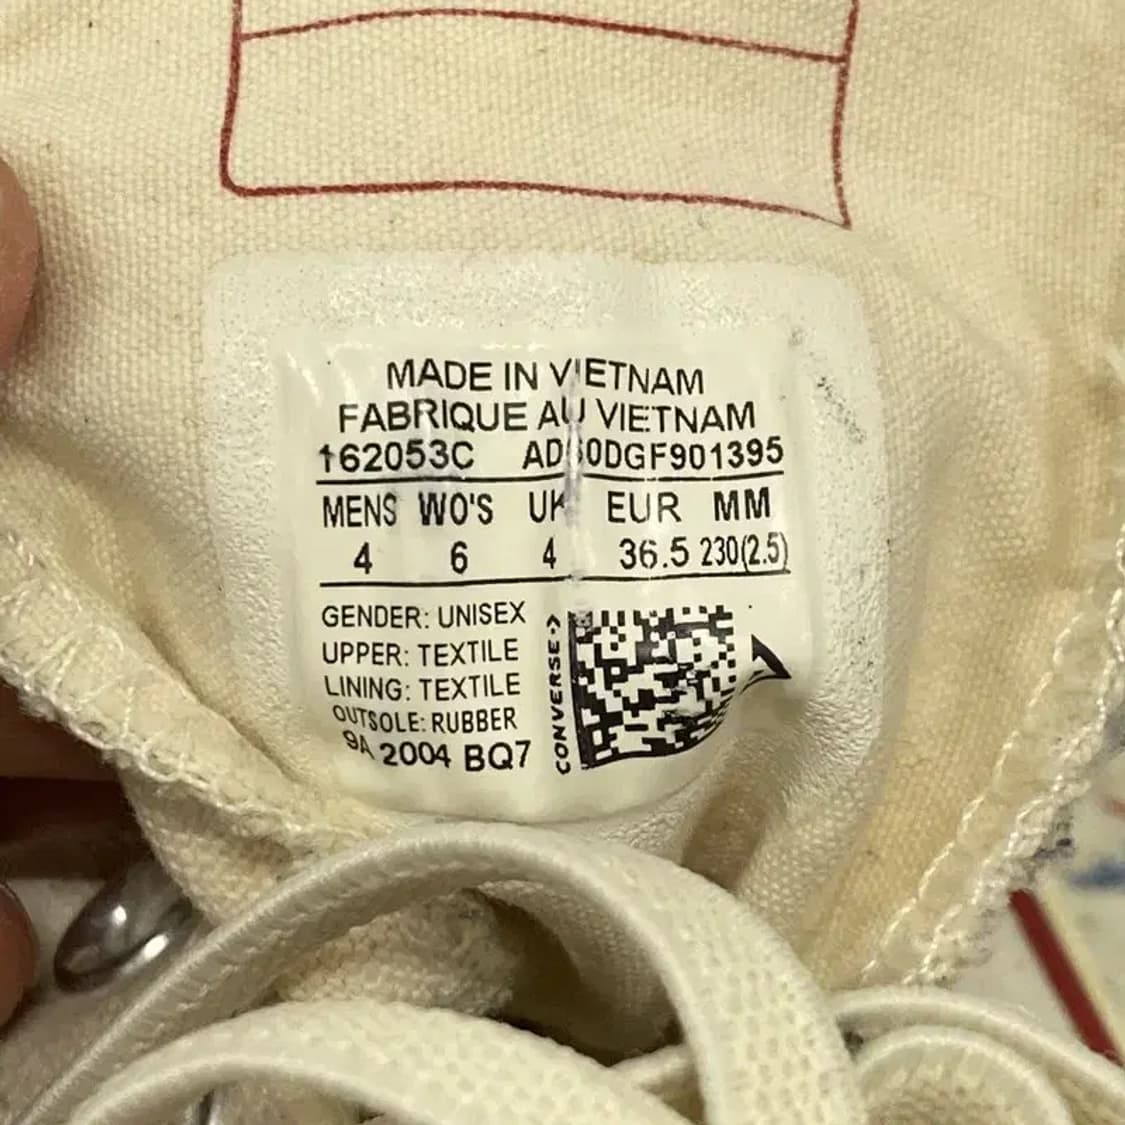 MADE IN VIETNAM
FABRIQUE AU VIETNAM
162053C
MENS WO'S UK EUR MM
4 6 4 36.5 230(2.5)
GENDER: UNISEX
UPPER: TEXTILE
LINING: TEXTILE
OUTSOLE: RUBBER
9A 2004 BQ7
CONVERSE